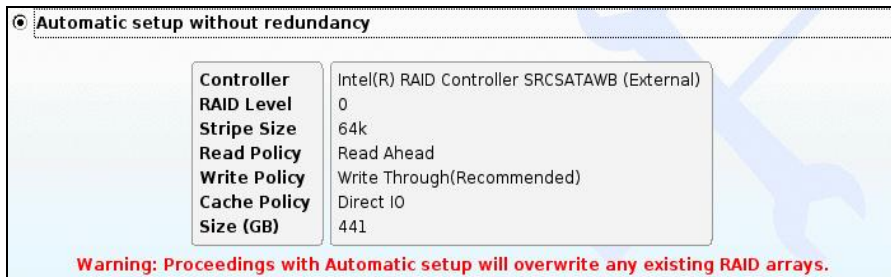 Automatic setup without redundancy
Controller Intel(R) RAID Controller SRCSATAWB (External)
RAID Level 0
Stripe Size 64k
Read Policy Read Ahead
Write Policy Write Through(Recommended)
Cache Policy Direct IO
Size (GB) 441
Warning: Proceedings with Automatic setup will overwrite any existing RAID arrays.